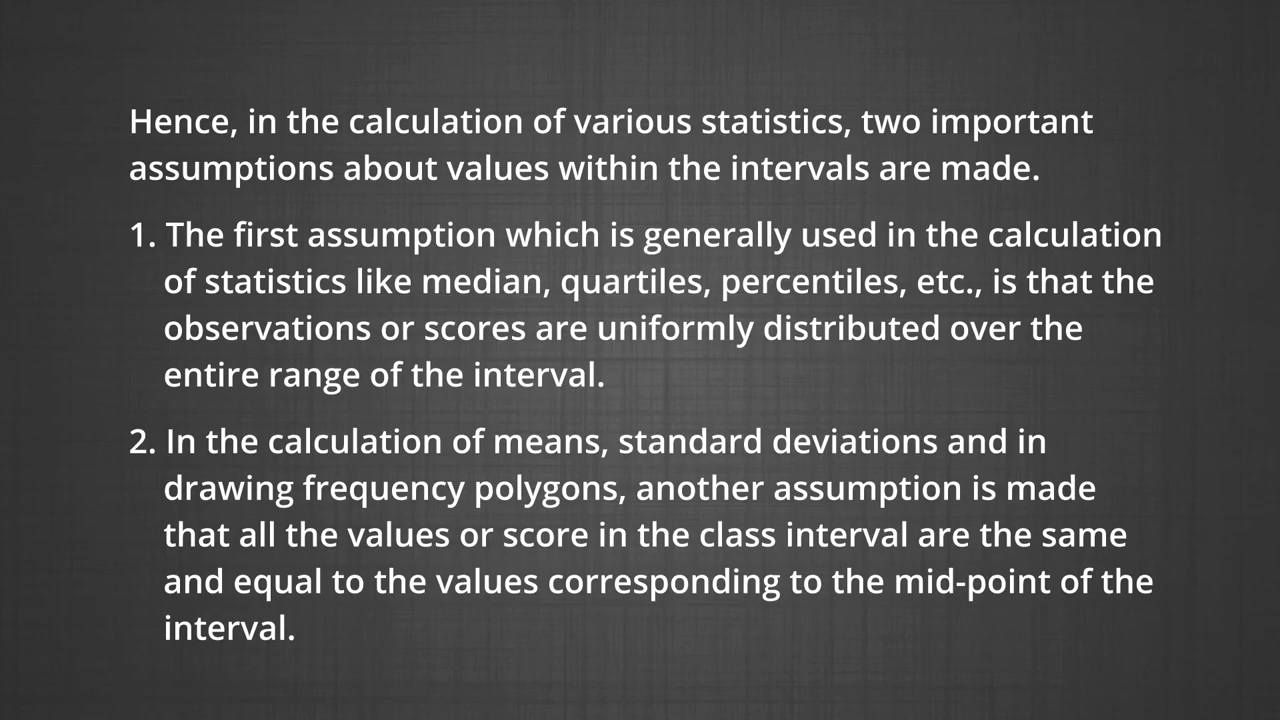 Hence, in the calculation of various statistics, two important
assumptions about values within the intervals are made.
1. The first assumption which is generally used in the calculation
of statistics like median, quartiles, percentiles, etc., is that the
observations or scores are uniformly distributed over the
entire range of the interval.
2. In the calculation of means, standard deviations and in
drawing frequency polygons, another assumption is made
that all the values or score in the class interval are the same
and equal to the values corresponding to the mid-point of the
interval.